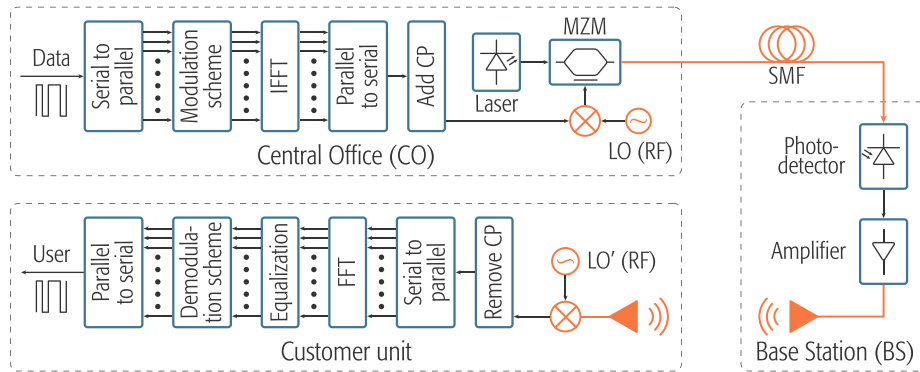 Data
Serial to
parallel
Modulation
scheme
IFFT
Parallel
to serial
Add CP
Laser
MZM
LO (RF)
Central Office (CO)
SMF
Photo-
detector
Amplifier
Base Station (BS)
User
Parallel
to serial
Demodula-
tion scheme
Equalization
FFT
Serial to
parallel
Remove CP
LO' (RF)
Customer unit